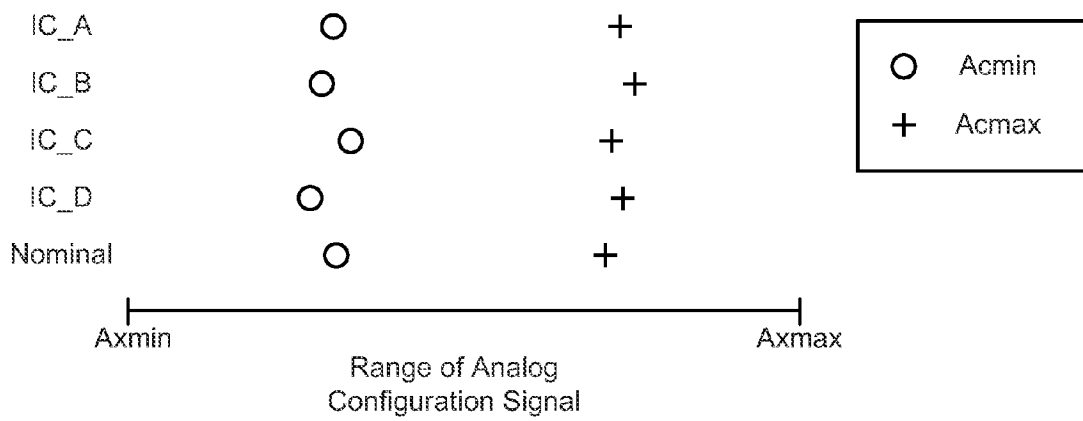 IC_A
IC_B
IC_C
IC_D
Nominal
Acmin
Acmax
Axmin
Axmax
Range of Analog
Configuration Signal